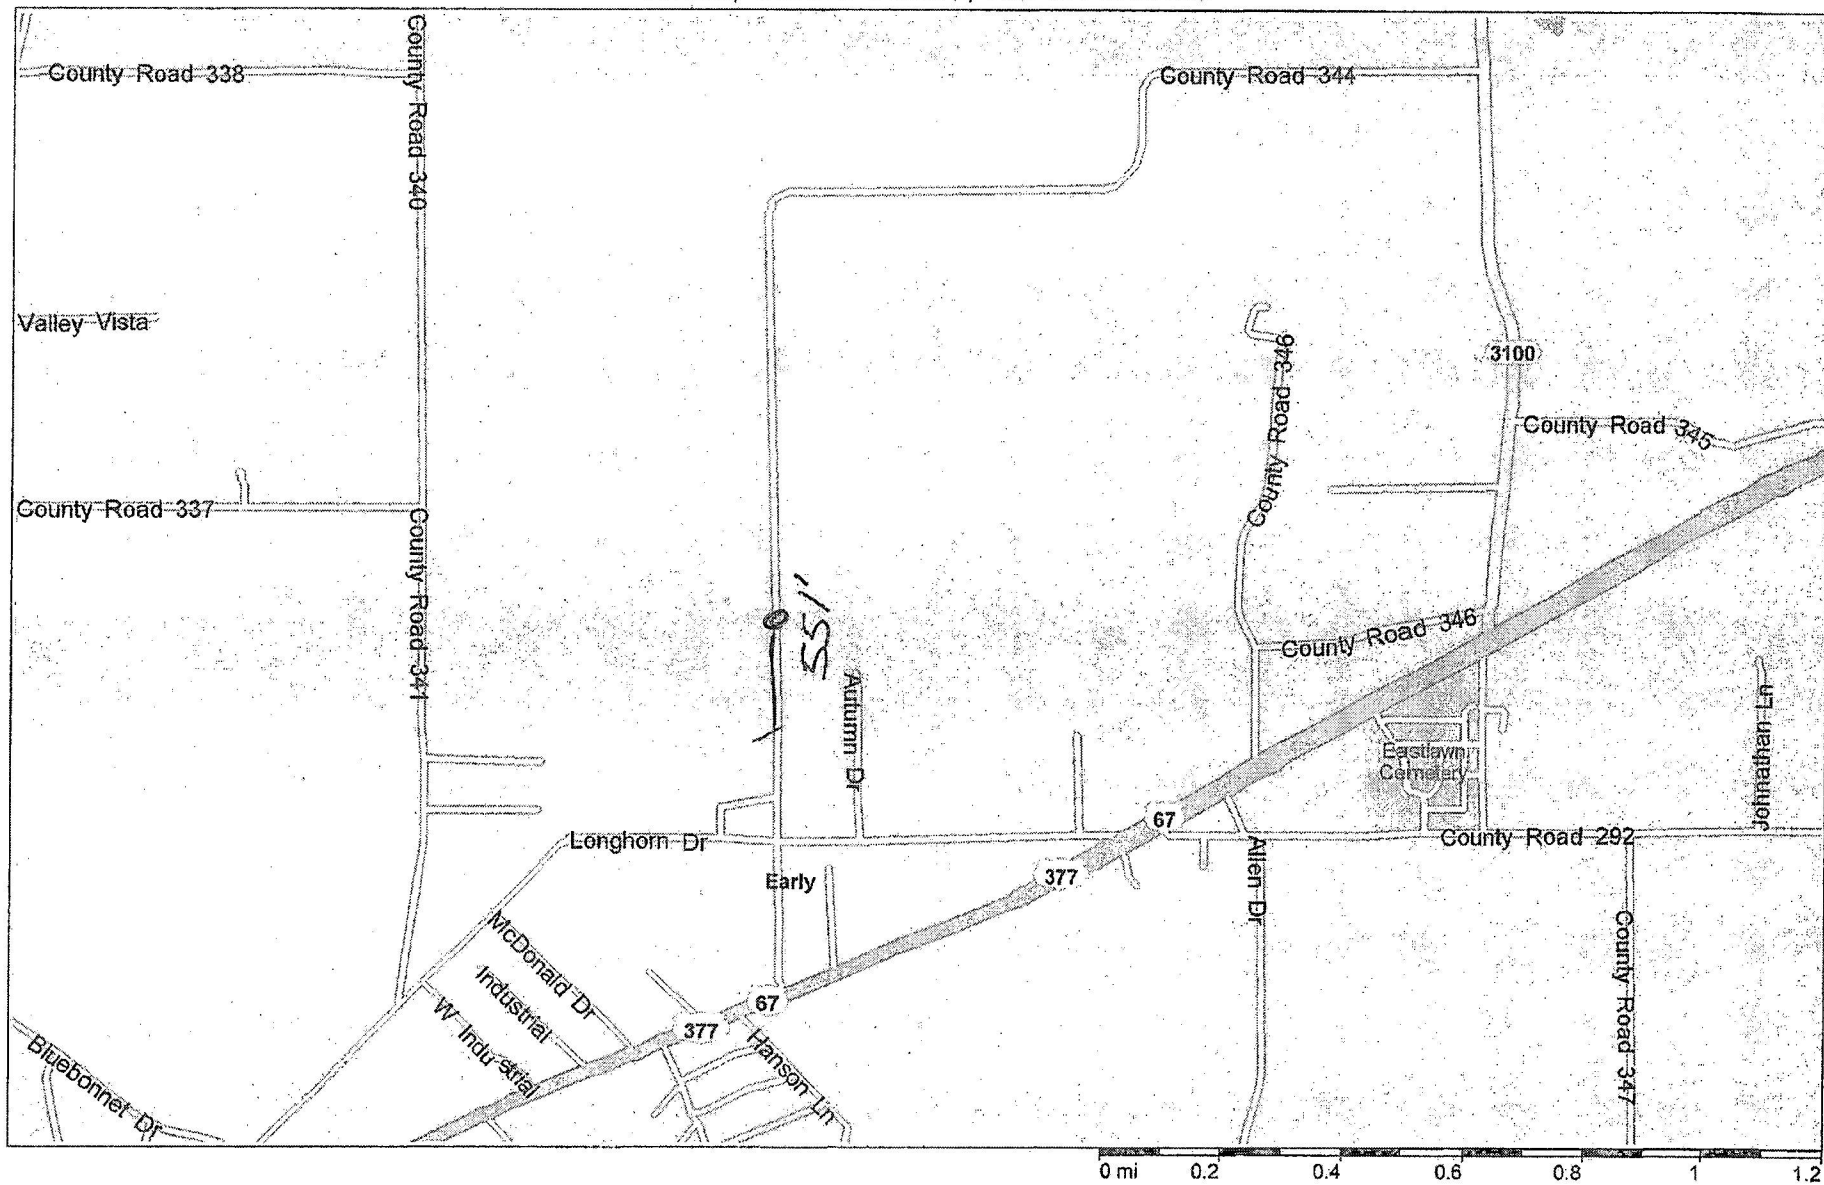 County Road 338
County Road 340
County Road 344
Valley Vista
County Road 346
3100
County Road 345
County Road 337
County Road 341
551'
County Road 346
Autumn Dr
Eastlawn
Cemetery
Johnathan Ln
67
Longhorn Dr
County Road 292
Early
377
Allen Dr
McDonald Dr
Industrial
W Industrial
67
377
Hanson Ln
County Road 347
Bluebonnet Dr
0 mi 0.2 0.4 0.6 0.8 1 1.2